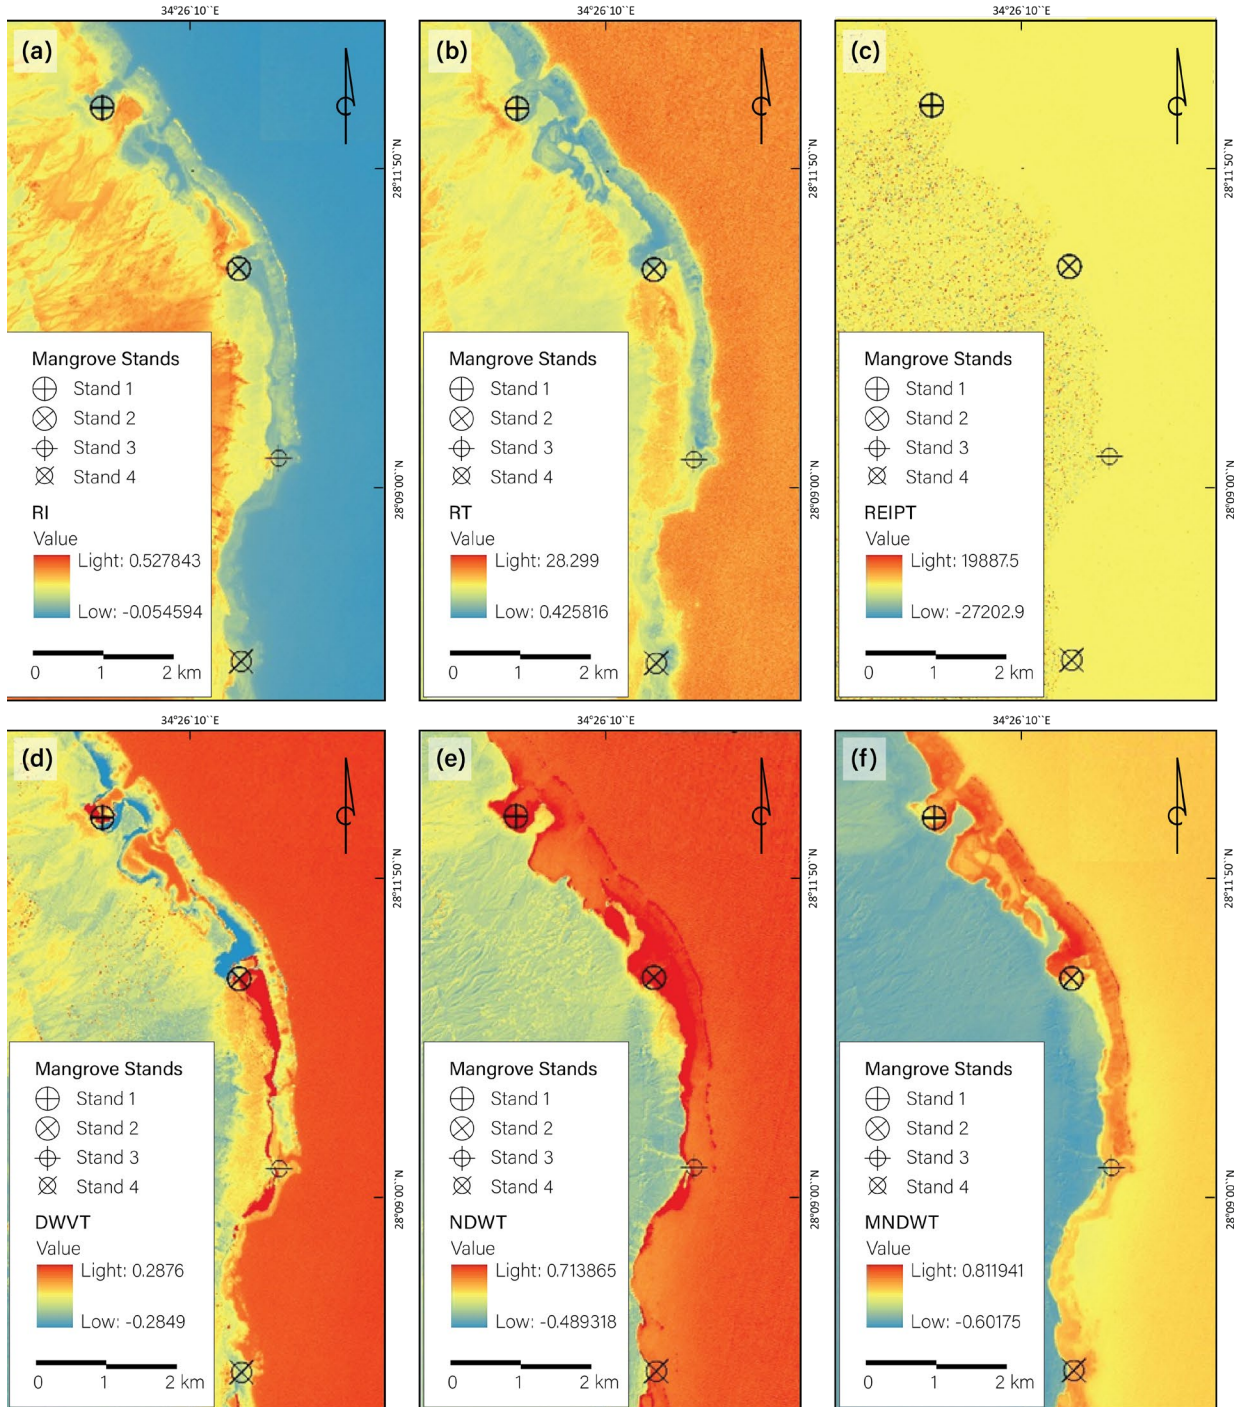 34°26'10``E
34°26'10``E
34°26'10``E
(a)
(b)
(c)
28°11'50``N
28°11'50``N
28°11'50``N
28°09'00``N
28°09'00``N
28°09'00``N
Mangrove Stands
Stand 1
Stand 2
Stand 3
Stand 4
RI
Value
Light: 0.527843
Low: -0.054594
0 1 2 km
Mangrove Stands
Stand 1
Stand 2
Stand 3
Stand 4
RT
Value
Light: 28.299
Low: 0.425816
0 1 2 km
Mangrove Stands
Stand 1
Stand 2
Stand 3
Stand 4
REIPT
Value
Light: 19887.5
Low: -27202.9
0 1 2 km
34°26'10``E
34°26'10``E
34°26'10``E
(d)
(e)
(f)
28°11'50``N
28°11'50``N
28°11'50``N
28°09'00``N
28°09'00``N
28°09'00``N
Mangrove Stands
Stand 1
Stand 2
Stand 3
Stand 4
DWVT
Value
Light: 0.2876
Low: -0.2849
0 1 2 km
Mangrove Stands
Stand 1
Stand 2
Stand 3
Stand 4
NDWT
Value
Light: 0.713865
Low: -0.489318
0 1 2 km
Mangrove Stands
Stand 1
Stand 2
Stand 3
Stand 4
MNDWT
Value
Light: 0.811941
Low: -0.60175
0 1 2 km